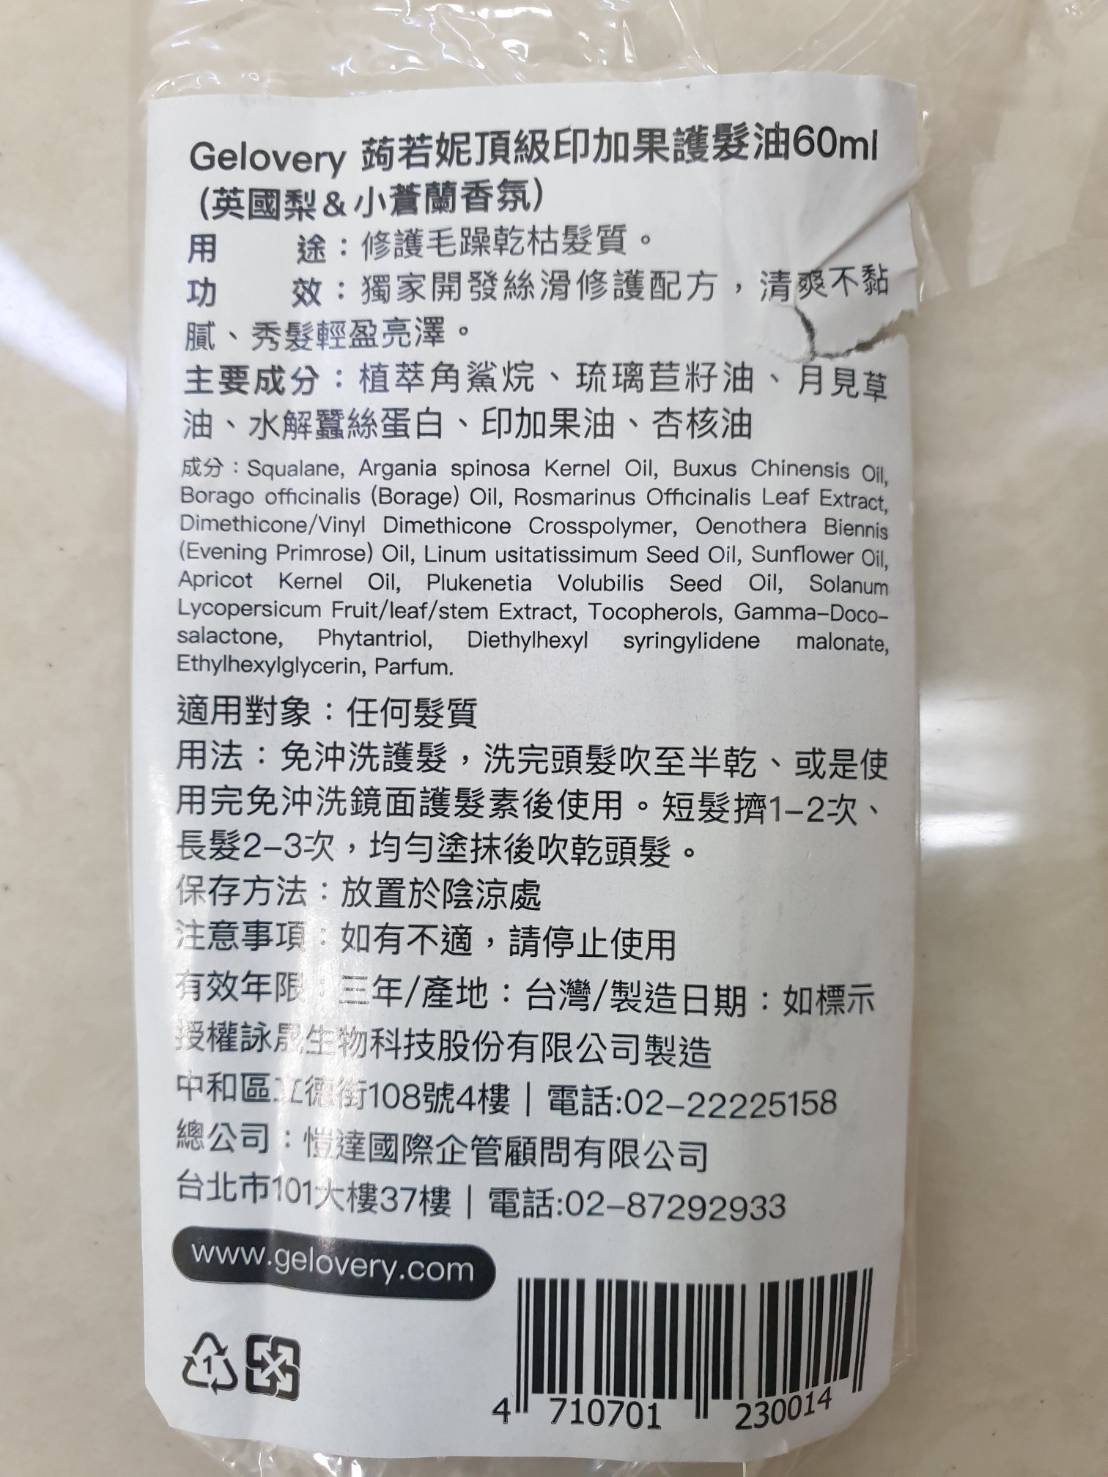 Gelovery 蒟若妮頂級印加果護髮油60ml
(英國梨&小蒼蘭香氛)
用 途：修護毛躁乾枯髮質。
功 效：獨家開發絲滑修護配方，清爽不黏
膩、秀髮輕盈亮澤。
主要成分：植萃角鯊烷、琉璃苣籽油、月見草
油、水解蠶絲蛋白、印加果油、杏核油
成分：Squalane, Argania spinosa Kernel Oil, Buxus Chinensis Oil,
Borago officinalis (Borage) Oil, Rosmarinus Officinalis Leaf Extract,
Dimethicone/Vinyl Dimethicone Crosspolymer, Oenothera Biennis
(Evening Primrose) Oil, Linum usitatissimum Seed Oil, Sunflower Oil,
Apricot Kernel Oil, Plukenetia Volubilis Seed Oil, Solanum
Lycopersicum Fruit/leaf/stem Extract, Tocopherols, Gamma-Doco-
salactone, Phytantriol, Diethylhexyl syringylidene malonate,
Ethylhexylglycerin, Parfum.
適用對象：任何髮質
用法：免沖洗護髮，洗完頭髮吹至半乾、或是使
用完免沖洗鏡面護髮素後使用。短髮擠1-2次、
長髮2-3次，均勻塗抹後吹乾頭髮。
保存方法：放置於陰涼處
注意事項：如有不適，請停止使用
有效年限：三年/產地：台灣/製造日期：如標示
授權詠晟生物科技股份有限公司製造
中和區立德街108號4樓｜電話:02-22225158
總公司：愷達國際企管顧問有限公司
台北市101大樓37樓｜電話:02-87292933
www.gelovery.com
1
4 710701 230014